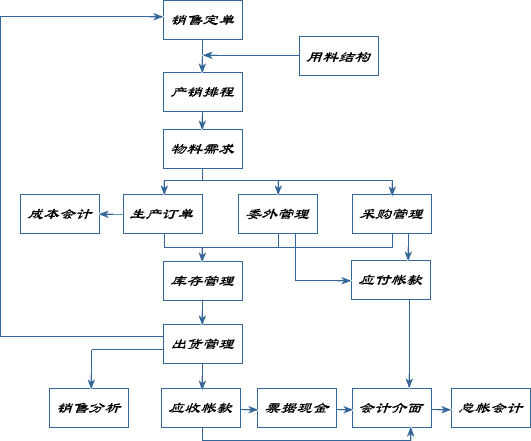 销售定单
用料结构
产销排程
物料需求
成本会计
生产订单
委外管理
采购管理
库存管理
应付帐款
出货管理
销售分析
应收帐款
票据现金
会计介面
总帐会计